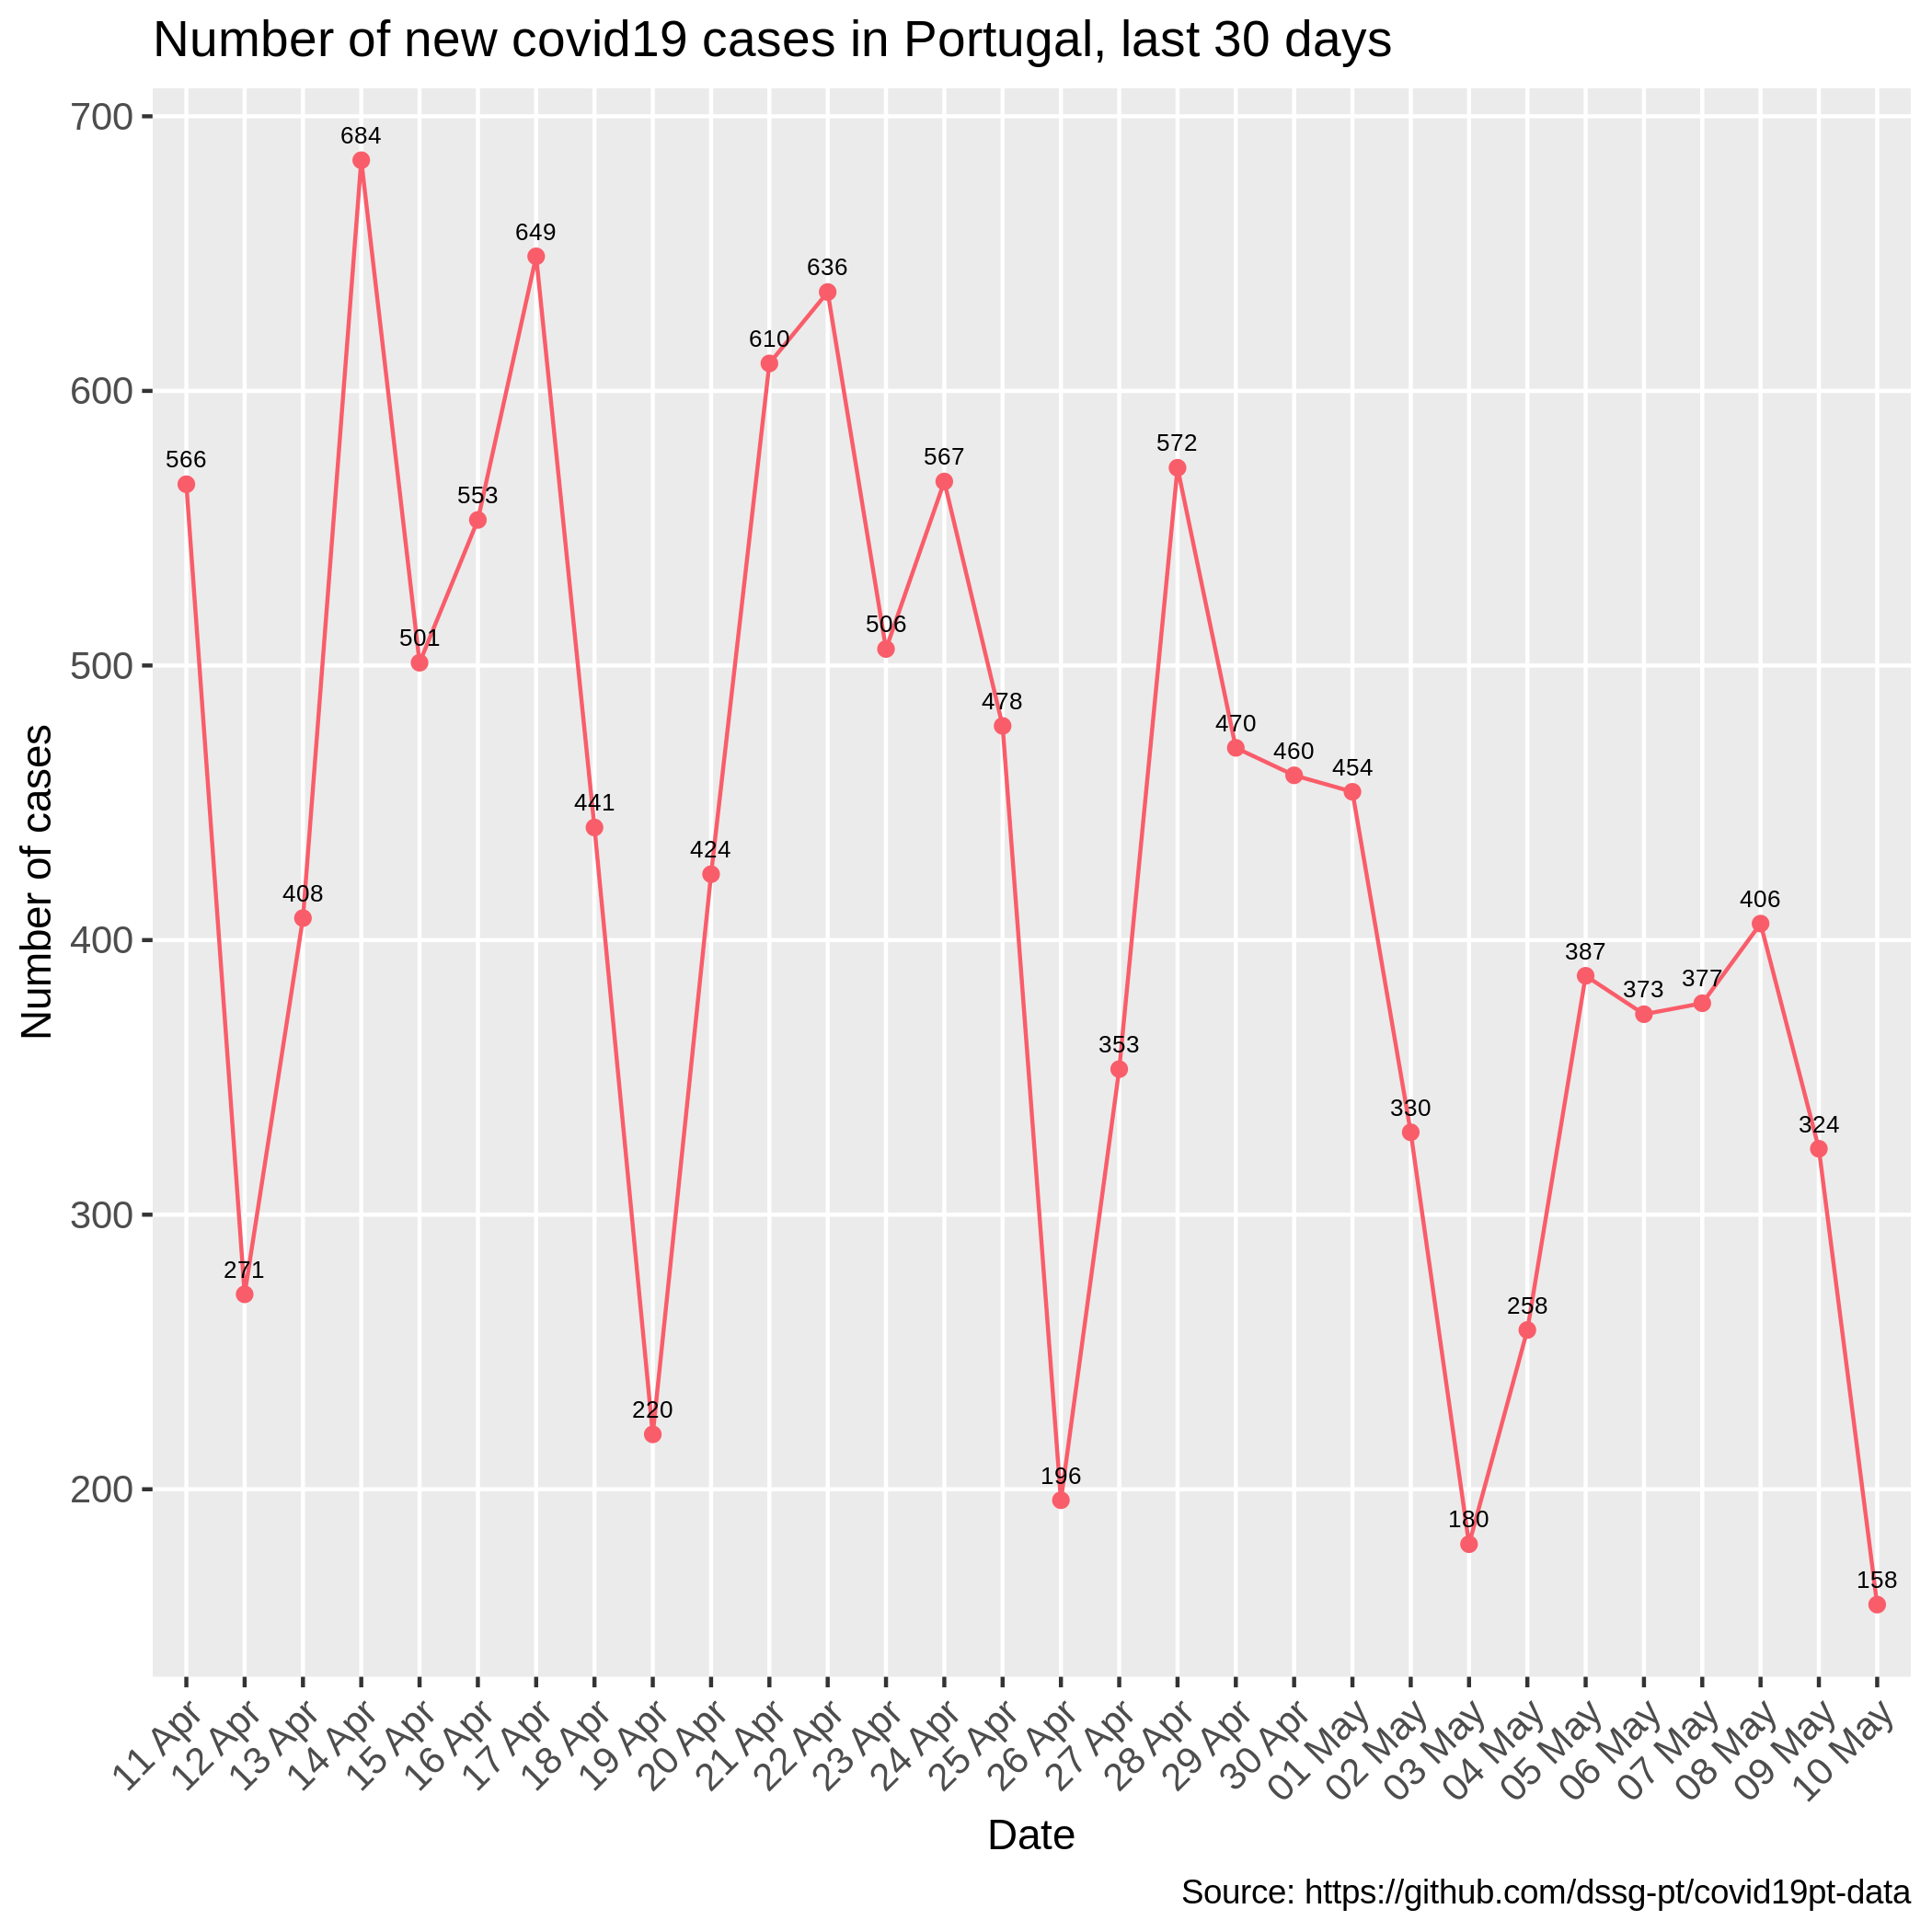 Number of new covid19 cases in Portugal, last 30 days
700
600
500
400
300
200
Number of cases
566
271
408
684
501
553
649
441
220
424
610
636
506
567
478
196
353
572
470
460
454
330
180
258
387
373
377
406
324
158
11 Apr
12 Apr
13 Apr
14 Apr
15 Apr
16 Apr
17 Apr
18 Apr
19 Apr
20 Apr
21 Apr
22 Apr
23 Apr
24 Apr
25 Apr
26 Apr
27 Apr
28 Apr
29 Apr
30 Apr
01 May
02 May
03 May
04 May
05 May
06 May
07 May
08 May
09 May
10 May
Date
Source: https://github.com/dssg-pt/covid19pt-data